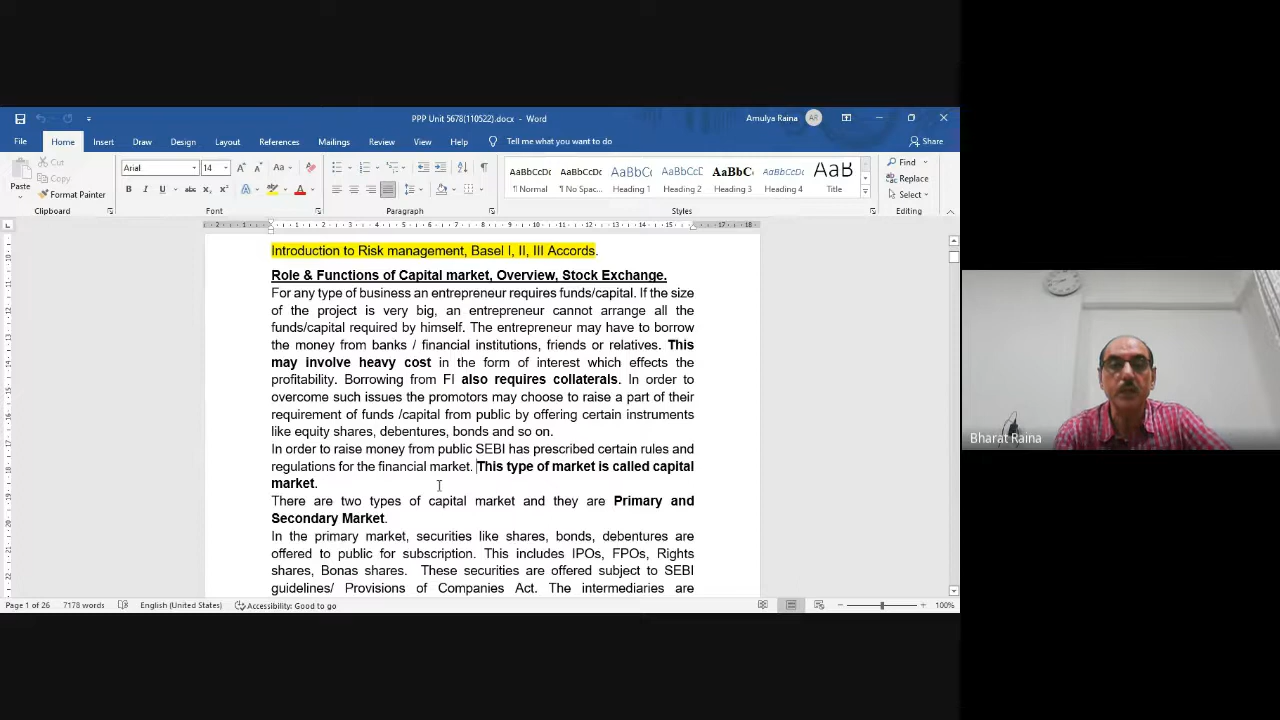 PPP Unit 5678(110522).docx - Word
Amulya Raina
AR
File Home Insert Draw Design Layout References Mailings Review View Help Tell me what you want to do Share
Paste
Cut
Copy
Format Painter
Clipboard
Arial 14
Font
Paragraph
AaBbCcDc AaBbCcDc AaBbC AaBbCcD AaBbC AaBbCcD AaB
¶ Normal ¶ No Spac... Heading 1 Heading 2 Heading 3 Heading 4 Title
Styles
Find
Replace
Select
Editing
Introduction to Risk management, Basel I, II, III Accords.
Role & Functions of Capital market, Overview, Stock Exchange.
For any type of business an entrepreneur requires funds/capital. If the size
of the project is very big, an entrepreneur cannot arrange all the
funds/capital required by himself. The entrepreneur may have to borrow
the money from banks / financial institutions, friends or relatives. This
may involve heavy cost in the form of interest which effects the
profitability. Borrowing from FI also requires collaterals. In order to
overcome such issues the promotors may choose to raise a part of their
requirement of funds /capital from public by offering certain instruments
like equity shares, debentures, bonds and so on.
In order to raise money from public SEBI has prescribed certain rules and
regulations for the financial market. This type of market is called capital
market.
There are two types of capital market and they are Primary and
Secondary Market.
In the primary market, securities like shares, bonds, debentures are
offered to public for subscription. This includes IPOs, FPOs, Rights
shares, Bonas shares. These securities are offered subject to SEBI
guidelines/ Provisions of Companies Act. The intermediaries are
Page 1 of 26 7178 words English (United States) Accessibility: Good to go 100%
Bharat Raina